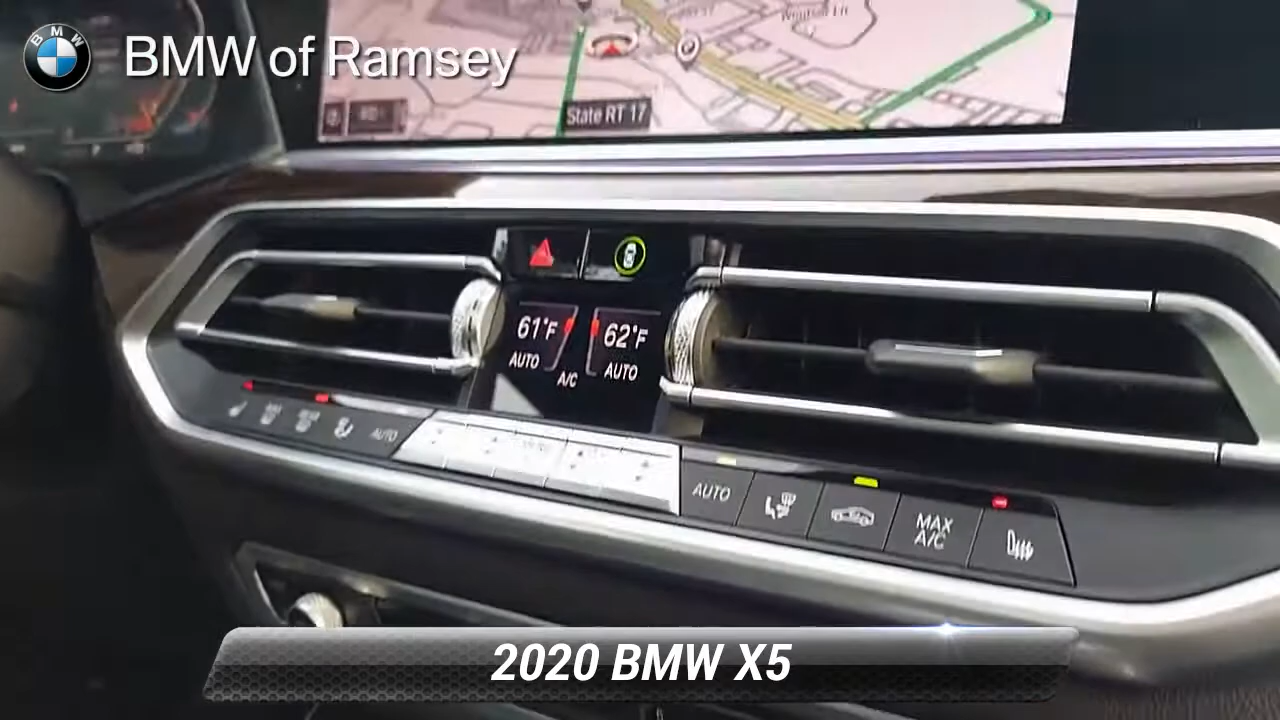 BMW
BMW of Ramsey
State RT 17
61°F
62°F
AUTO
A/C
AUTO
AUTO
AUTO
MAX
A/C
2020 BMW X5